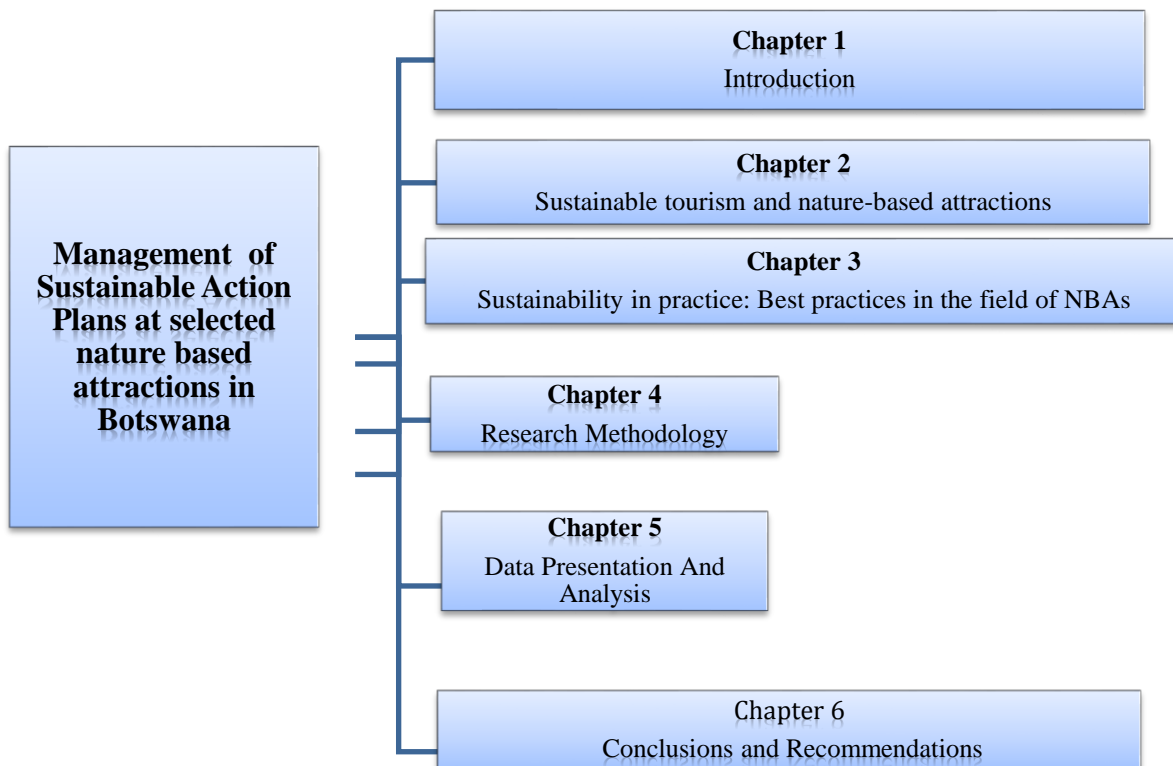 Management of
Sustainable Action
Plans at selected
nature based
attractions in
Botswana
Chapter 1
Introduction
Chapter 2
Sustainable tourism and nature-based attractions
Chapter 3
Sustainability in practice: Best practices in the field of NBAs
Chapter 4
Research Methodology
Chapter 5
Data Presentation And
Analysis
Chapter 6
Conclusions and Recommendations